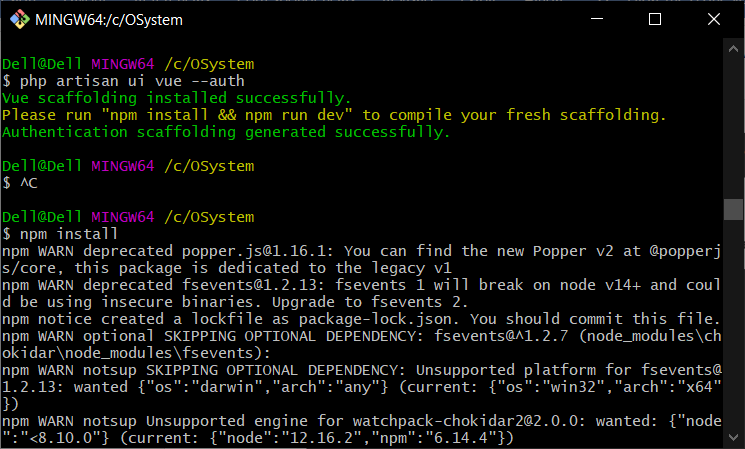 MINGW64:/c/OSystem
Dell@Dell MINGW64 /c/OSystem
$ php artisan ui vue --auth
Vue scaffolding installed successfully.
Please run "npm install && npm run dev" to compile your fresh scaffolding.
Authentication scaffolding generated successfully.
Dell@Dell MINGW64 /c/OSystem
$ ^C
Dell@Dell MINGW64 /c/OSystem
$ npm install
npm WARN deprecated popper.js@1.16.1: You can find the new Popper v2 at @popperj
s/core, this package is dedicated to the legacy v1
npm WARN deprecated fsevents@1.2.13: fsevents 1 will break on node v14+ and coul
d be using insecure binaries. Upgrade to fsevents 2.
npm notice created a lockfile as package-lock.json. You should commit this file.
npm WARN optional SKIPPING OPTIONAL DEPENDENCY: fsevents@^1.2.7 (node_modules\ch
okidar\node_modules\fsevents):
npm WARN notsup SKIPPING OPTIONAL DEPENDENCY: Unsupported platform for fsevents@
1.2.13: wanted {"os":"darwin","arch":"any"} (current: {"os":"win32","arch":"x64"
})
npm WARN notsup Unsupported engine for watchpack-chokidar2@2.0.0: wanted: {"node
":"<8.10.0"} (current: {"node":"12.16.2","npm":"6.14.4"})